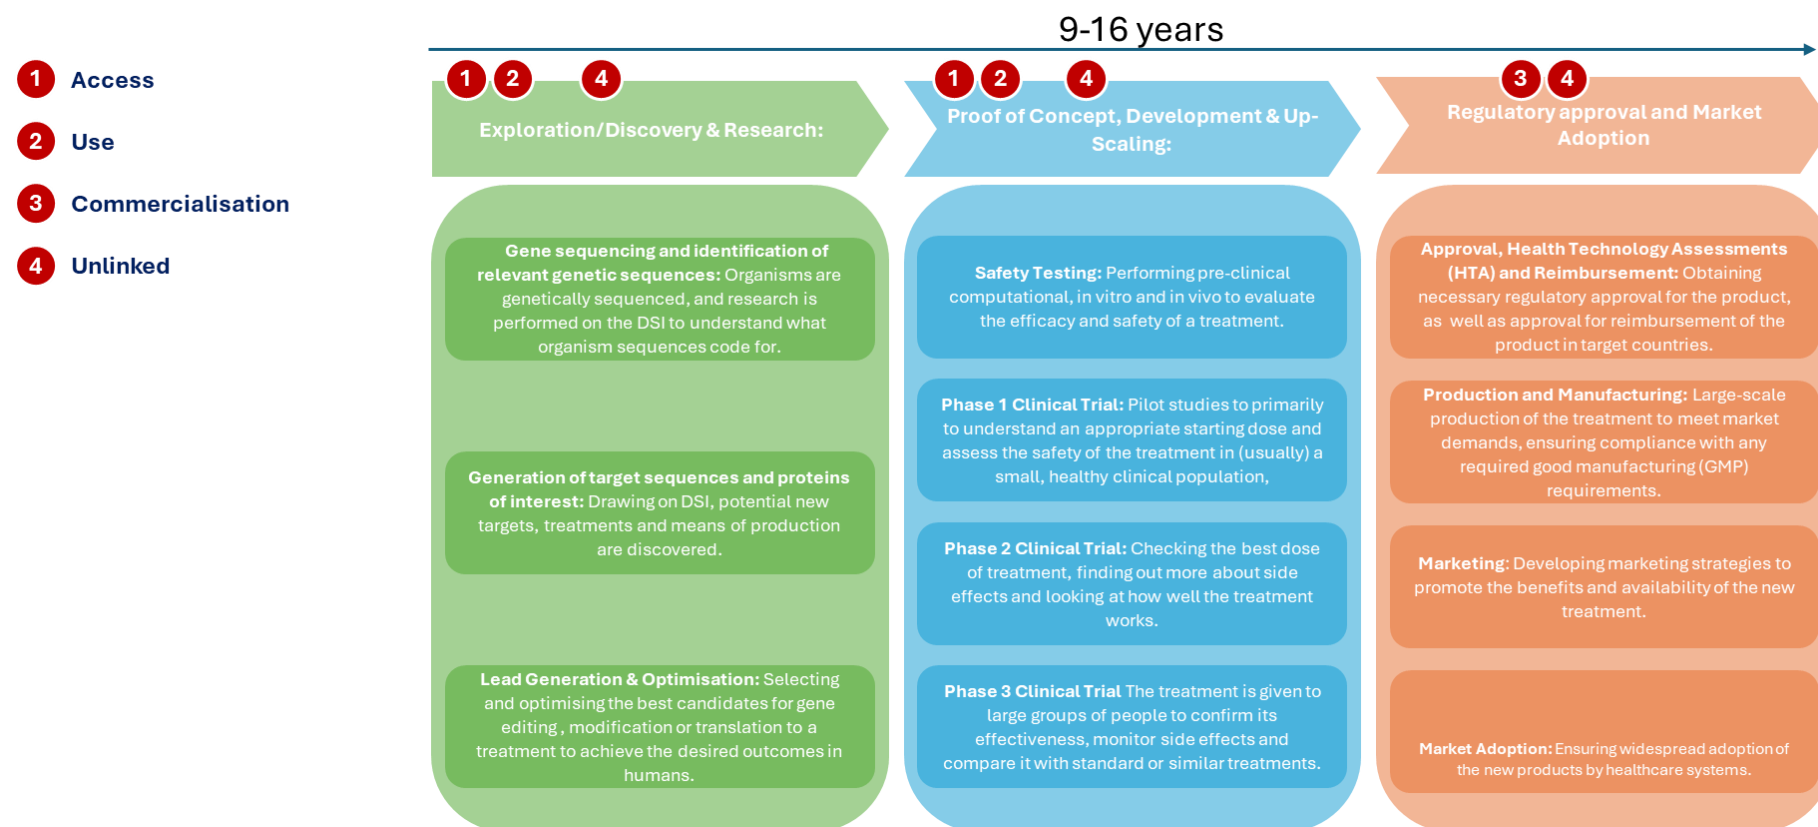 9-16 years
1 Access
2 Use
3 Commercialisation
4 Unlinked
1 2 4
Exploration/Discovery & Research:
Gene sequencing and identification of
relevant genetic sequences: Organisms are
genetically sequenced, and research is
performed on the DSI to understand what
organism sequences code for.
Generation of target sequences and proteins
of interest: Drawing on DSI, potential new
targets, treatments and means of production
are discovered.
Lead Generation & Optimisation: Selecting
and optimising the best candidates for gene
editing , modification or translation to a
treatment to achieve the desired outcomes in
humans.
1 2 4
Proof of Concept, Development & Up-
Scaling:
Safety Testing: Performing pre-clinical
computational, in vitro and in vivo to evaluate
the efficacy and safety of a treatment.
Phase 1 Clinical Trial: Pilot studies to primarily
to understand an appropriate starting dose and
assess the safety of the treatment in (usually) a
small, healthy clinical population,
Phase 2 Clinical Trial: Checking the best dose
of treatment, finding out more about side
effects and looking at how well the treatment
works.
Phase 3 Clinical Trial The treatment is given to
large groups of people to confirm its
effectiveness, monitor side effects and
compare it with standard or similar treatments.
3 4
Regulatory approval and Market
Adoption
Approval, Health Technology Assessments
(HTA) and Reimbursement: Obtaining
necessary regulatory approval for the product,
as well as approval for reimbursement of the
product in target countries.
Production and Manufacturing: Large-scale
production of the treatment to meet market
demands, ensuring compliance with any
required good manufacturing (GMP)
requirements.
Marketing: Developing marketing strategies to
promote the benefits and availability of the new
treatment.
Market Adoption: Ensuring widespread adoption of
the new products by healthcare systems.